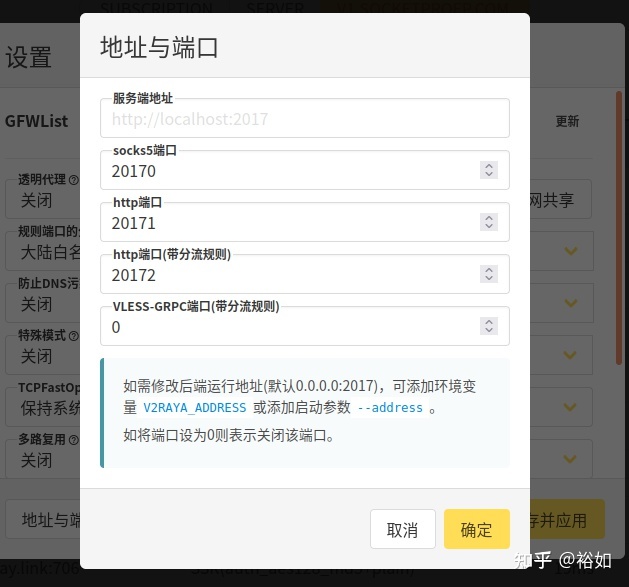 SUBSCRIPTION SERVER
设置
地址与端口
GFWList
更新
服务端地址
http://localhost:2017
socks5端口
20170
http端口
20171
http端口(带分流规则)
20172
VLESS-GRPC端口(带分流规则)
0
如需修改后端运行地址(默认0.0.0.0:2017)，可添加环境变
量 V2RAYA_ADDRESS 或添加启动参数 --address 。
如将端口设为0则表示关闭该端口。
取消
确定
透明代理
关闭
网共享
规则端口的
大陆白名
防止DNS污
关闭
特殊模式
关闭
TCPFastOp
保持系统
多路复用
关闭
地址与端
存并应用
知乎 @裕如